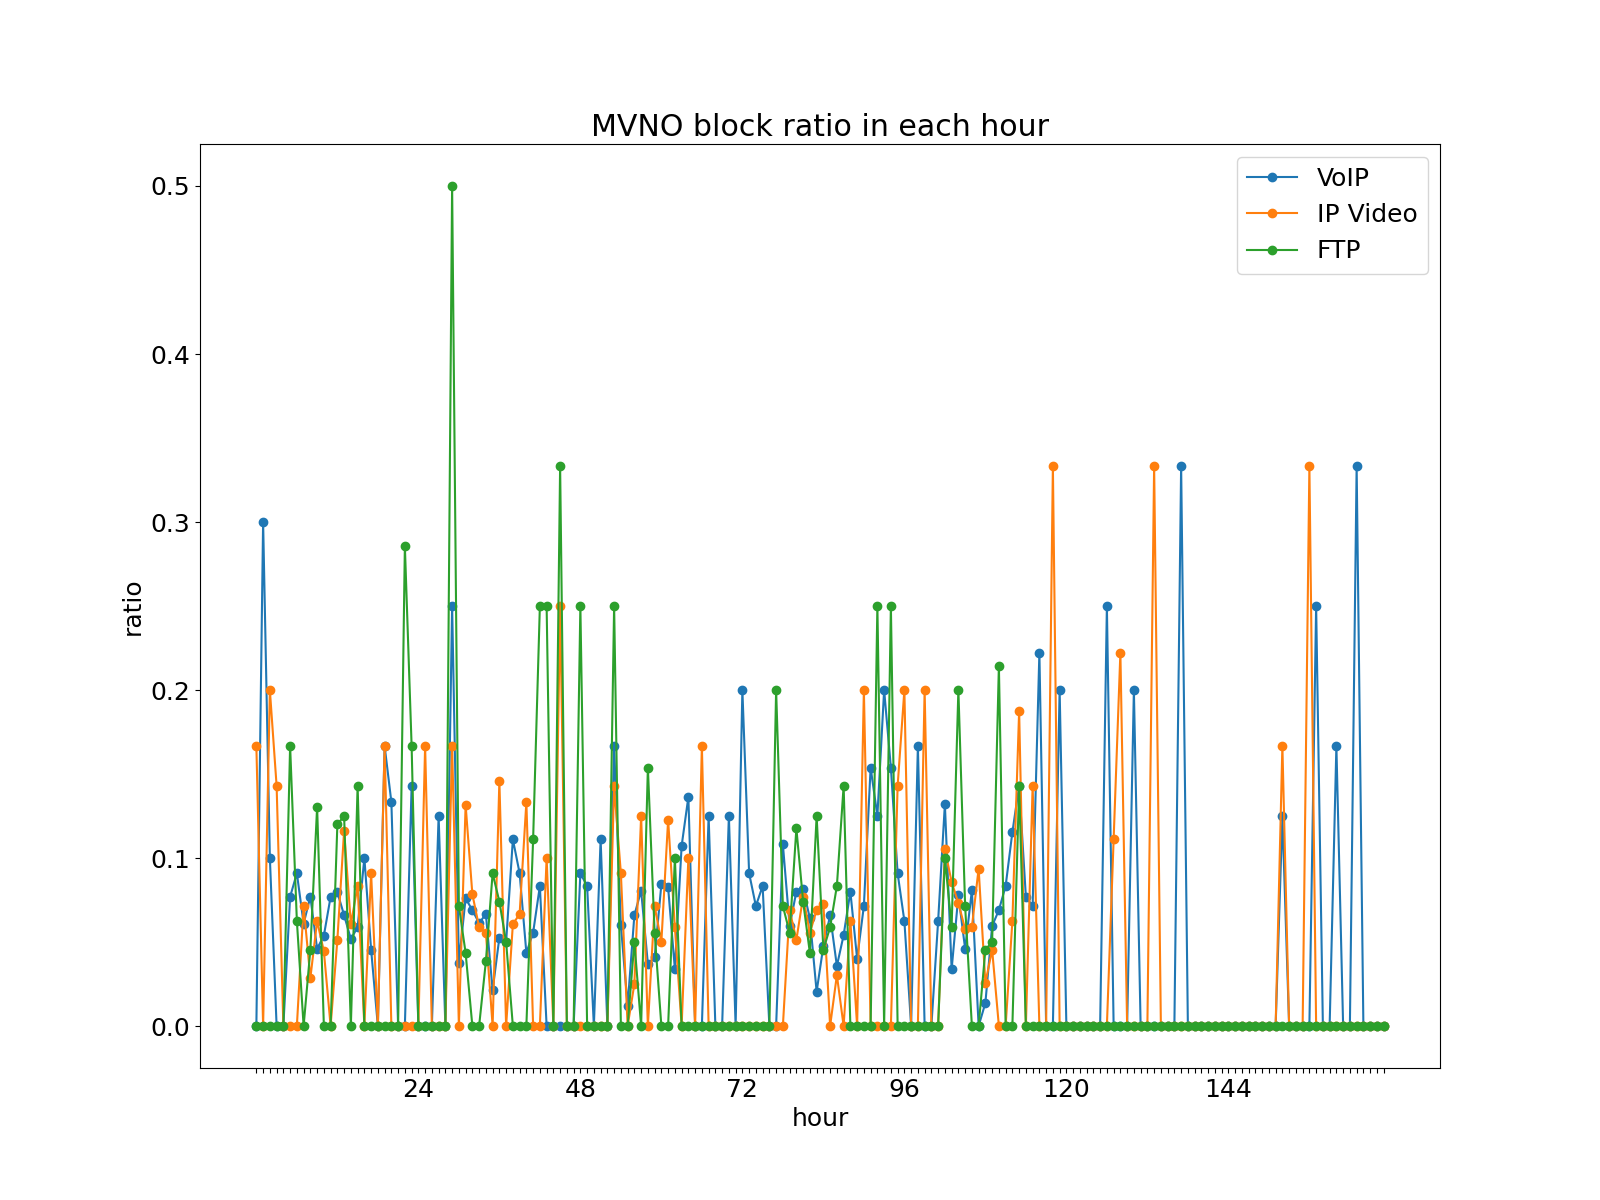 MVNO block ratio in each hour
VoIP
IP Video
FTP
0.5
0.4
0.3
0.2
0.1
0.0
ratio
24 48 72 96 120 144
hour